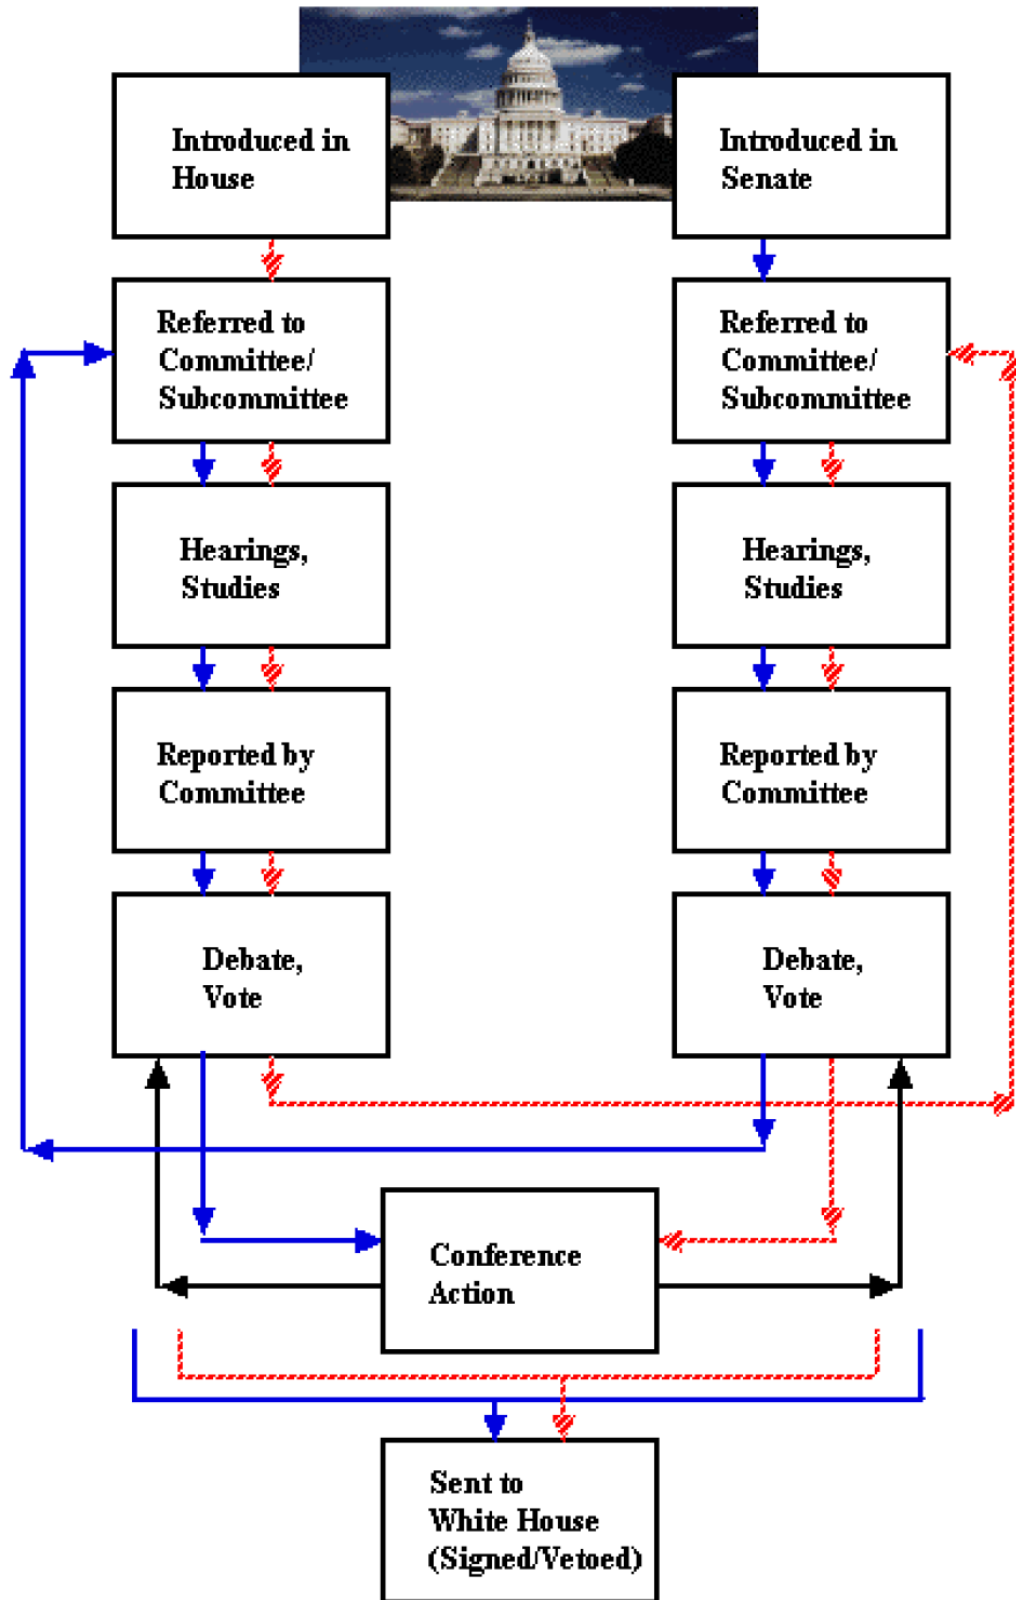 Introduced in
House
Introduced in
Senate
Referred to
Committee/
Subcommittee
Referred to
Committee/
Subcommittee
Hearings,
Studies
Hearings,
Studies
Reported by
Committee
Reported by
Committee
Debate,
Vote
Debate,
Vote
Conference
Action
Sent to
White House
(Signed/Vetoed)